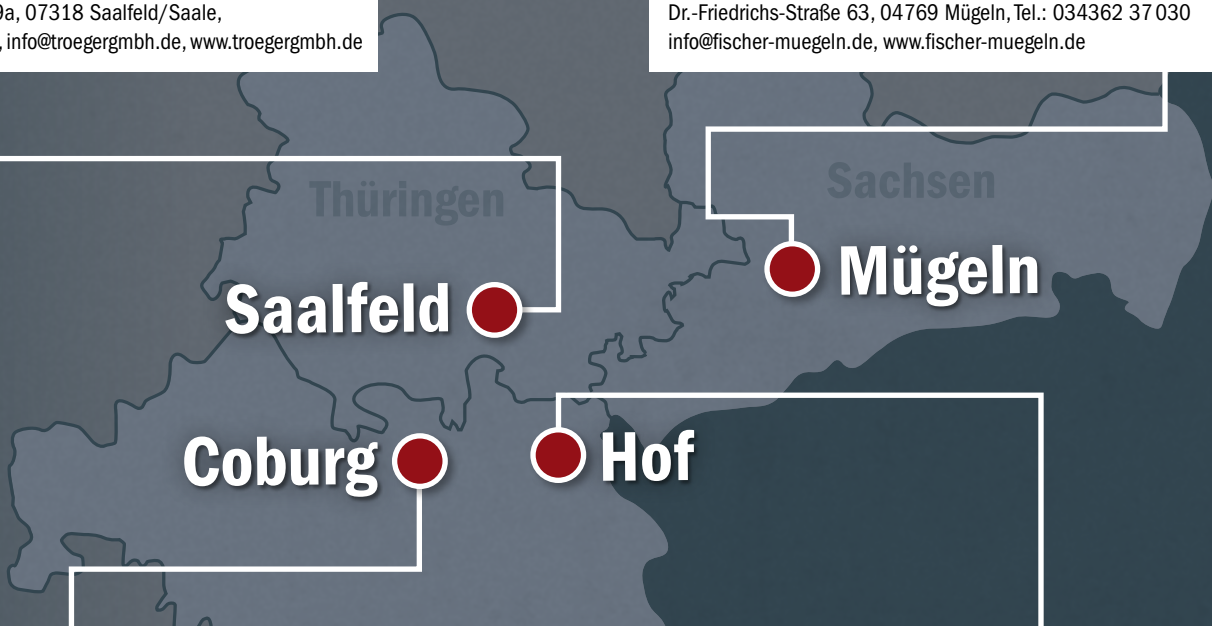 9a, 07318 Saalfeld/Saale,
, info@troegergmbh.de, www.troegergmbh.de
Dr.-Friedrichs-Straße 63, 04769 Mügeln, Tel.: 034362 37 030
info@fischer-muegeln.de, www.fischer-muegeln.de
Thüringen
Sachsen
Mügeln
Saalfeld
Coburg
Hof